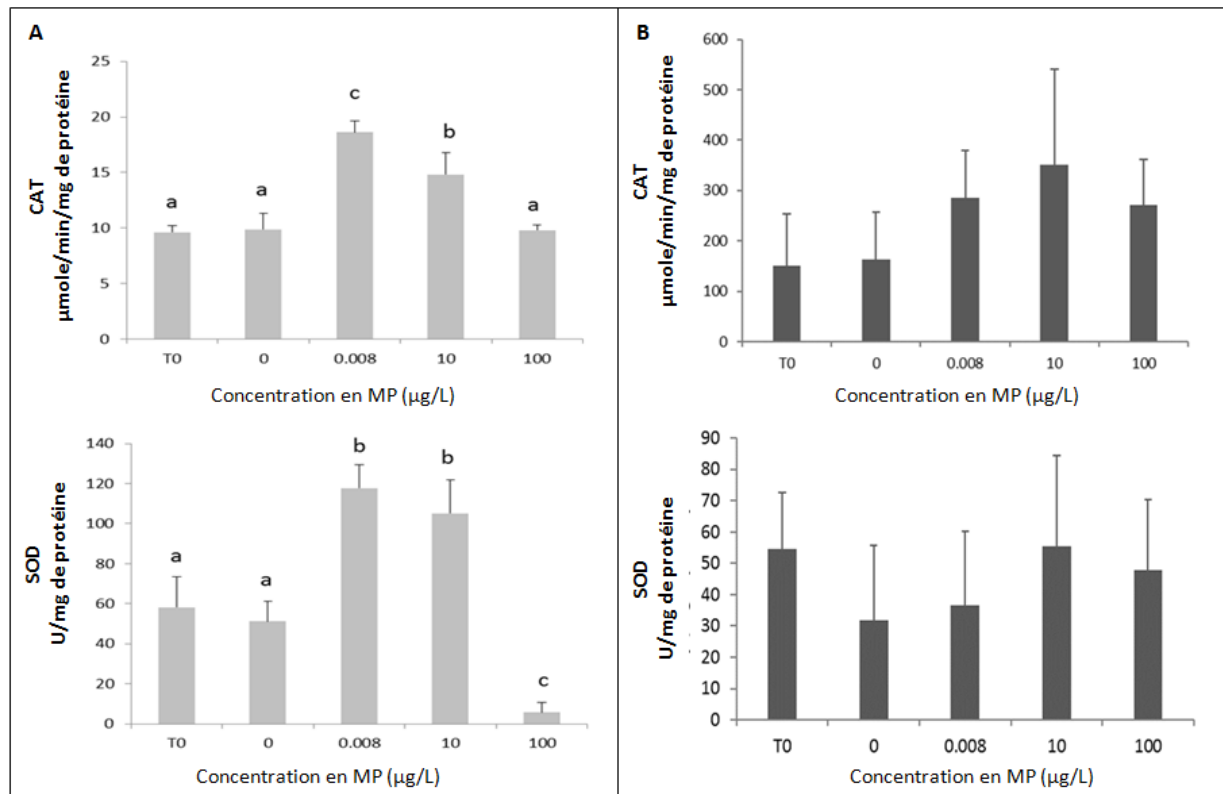 A
CAT
µmole/min/mg de protéine
25
20
15
10
5
0
a
a
c
b
a
T0
0
0.008
10
100
Concentration en MP (µg/L)
B
CAT
µmole/min/mg de protéine
600
500
400
300
200
100
0
T0
0
0.008
10
100
Concentration en MP (µg/L)
SOD
U/mg de protéine
140
120
100
80
60
40
20
0
a
a
b
b
c
T0
0
0.008
10
100
Concentration en MP (µg/L)
SOD
U/mg de protéine
90
80
70
60
50
40
30
20
10
0
T0
0
0.008
10
100
Concentration en MP (µg/L)